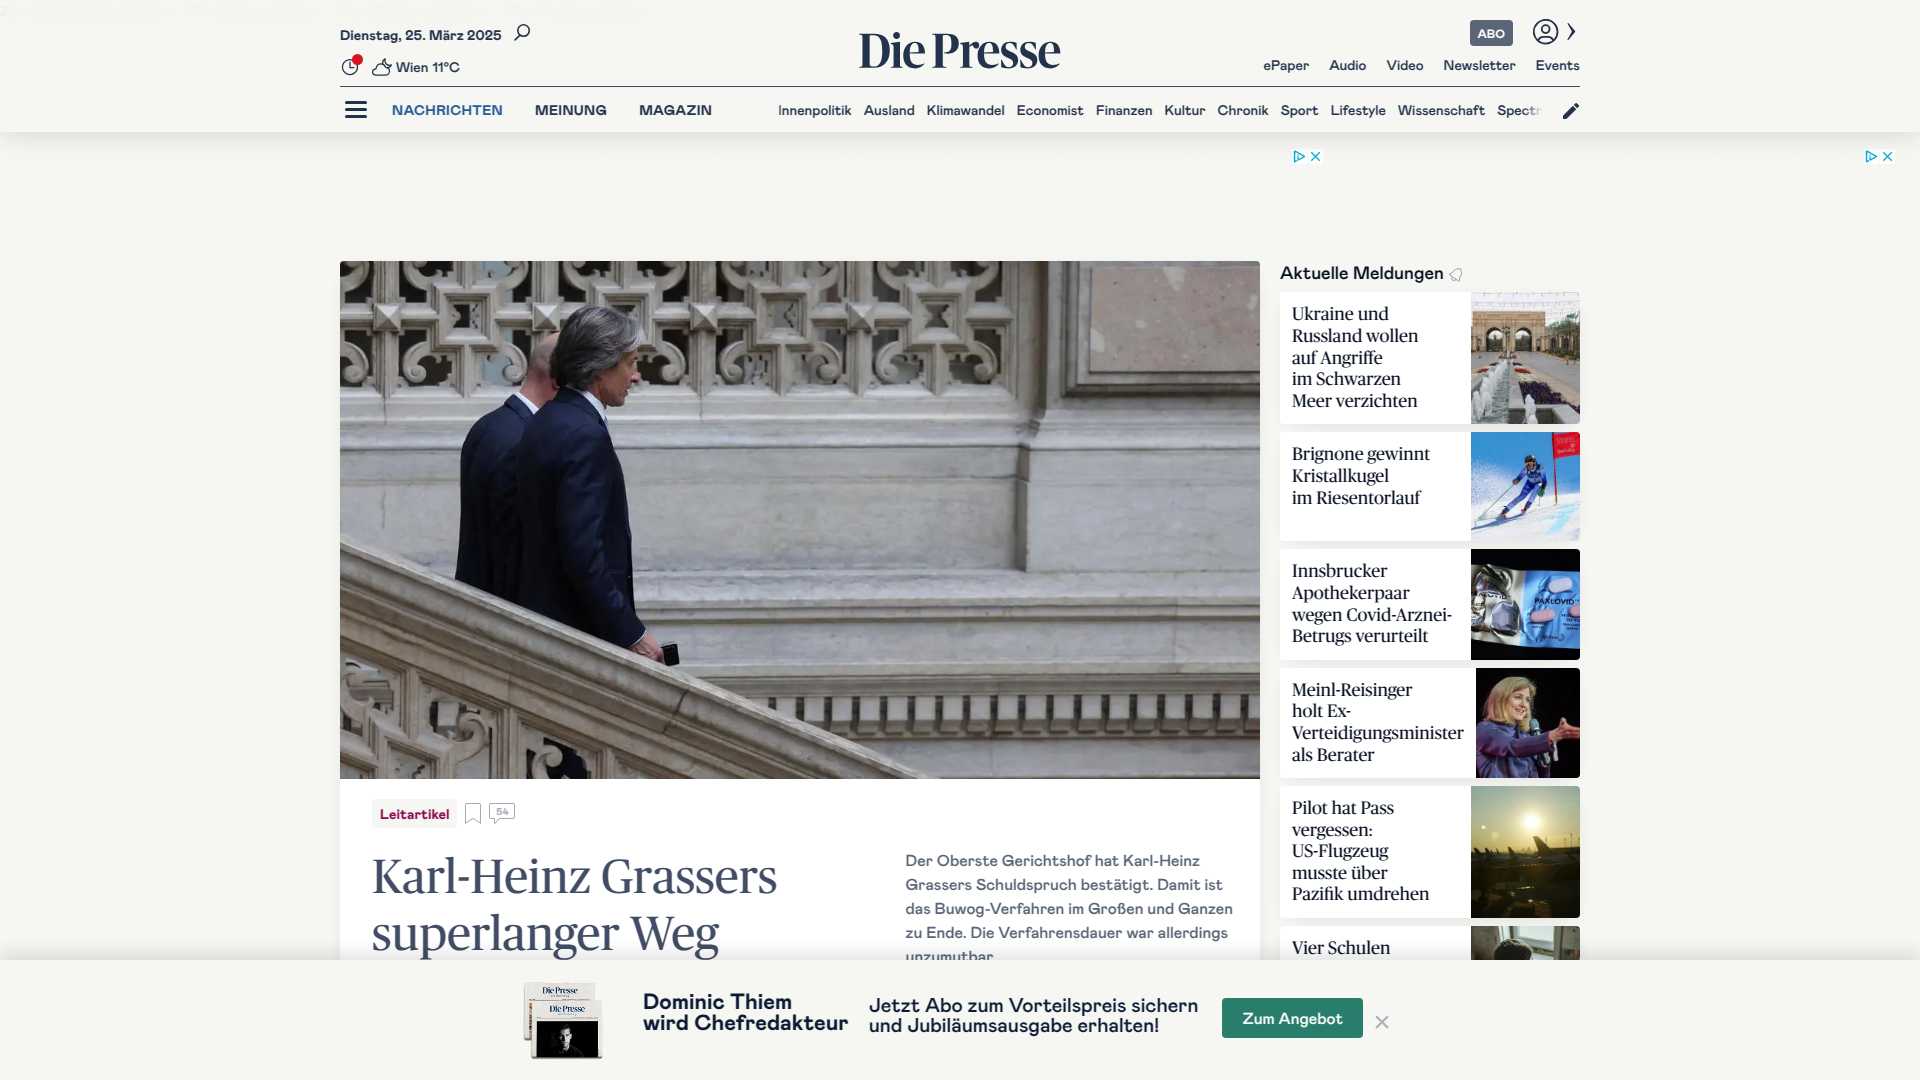 Dienstag, 25. März 2025
Wien 11°C
Die Presse
ABO
ePaper Audio Video Newsletter Events
NACHRICHTEN MEINUNG MAGAZIN
Innenpolitik Ausland Klimawandel Economist Finanzen Kultur Chronik Sport Lifestyle Wissenschaft
Aktuelle Meldungen
Ukraine und
Russland wollen
auf Angriffe
im Schwarzen
Meer verzichten
Brignone gewinnt
Kristallkugel
im Riesentorlauf
Innsbrucker
Apothekerpaar
wegen Covid-Arznei-
Betrugs verurteilt
PAXLOVID
Meinl-Reisinger
holt Ex-
Verteidigungsminister
als Berater
Pilot hat Pass
vergessen:
US-Flugzeug
musste über
Pazifik umdrehen
Vier Schulen
Leitartikel
54
Karl-Heinz Grassers
superlanger Weg
Der Oberste Gerichtshof hat Karl-Heinz
Grassers Schuldspruch bestätigt. Damit ist
das Buwog-Verfahren im Großen und Ganzen
zu Ende. Die Verfahrensdauer war allerdings
unzumutbar.
Die Presse
Die Presse
Dominic Thiem
wird Chefredakteur
Jetzt Abo zum Vorteilspreis sichern
und Jubiläumsausgabe erhalten!
Zum Angebot